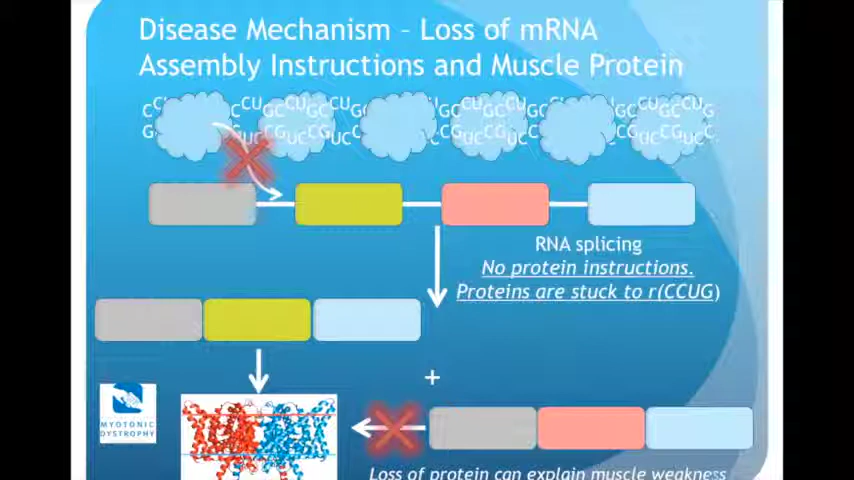 Disease Mechanism – Loss of mRNA
Assembly Instructions and Muscle Protein
RNA splicing
No protein instructions.
Proteins are stuck to r(CCUG)
+
MYOTONIC
DYSTROPHY
Loss of protein can explain muscle weakness